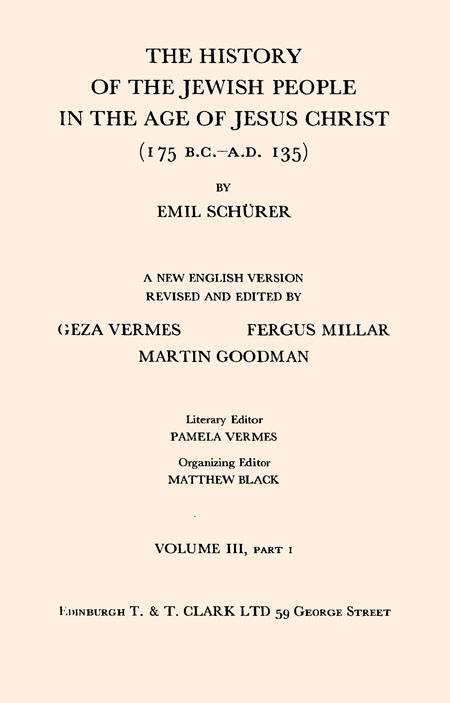 THE HISTORY
OF THE JEWISH PEOPLE
IN THE AGE OF JESUS CHRIST
(175 B.C.–A.D. 135)
BY
EMIL SCHÜRER
A NEW ENGLISH VERSION
REVISED AND EDITED BY
GEZA VERMES FERGUS MILLAR
MARTIN GOODMAN
Literary Editor
PAMELA VERMES
Organizing Editor
MATTHEW BLACK
VOLUME III, PART 1
EDINBURGH T. & T. CLARK LTD 59 GEORGE STREET